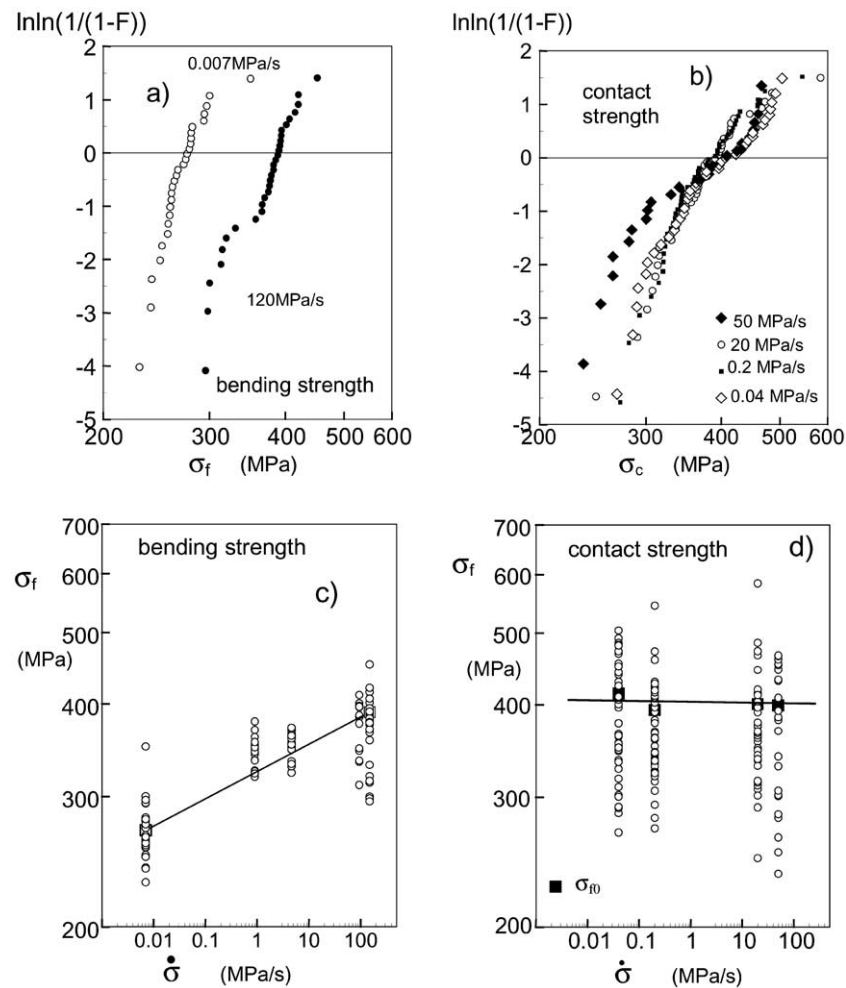 lnln(1/(1-F))
2
1
0
-1
-2
-3
-4
-5
0.007MPa/s
a)
120MPa/s
bending strength
200 300 400 500 600
σf (MPa)
lnln(1/(1-F))
2
1
0
-1
-2
-3
-4
-5
b)
contact
strength
50 MPa/s
20 MPa/s
0.2 MPa/s
0.04 MPa/s
200 300 400 500 600
σc (MPa)
700
600
500
400
300
200
σf
(MPa)
bending strength
c)
0.01 0.1 1 10 100
σ̇ (MPa/s)
700
600
500
400
300
200
σf
(MPa)
contact strength
d)
σf0
0.01 0.1 1 10 100
σ̇ (MPa/s)